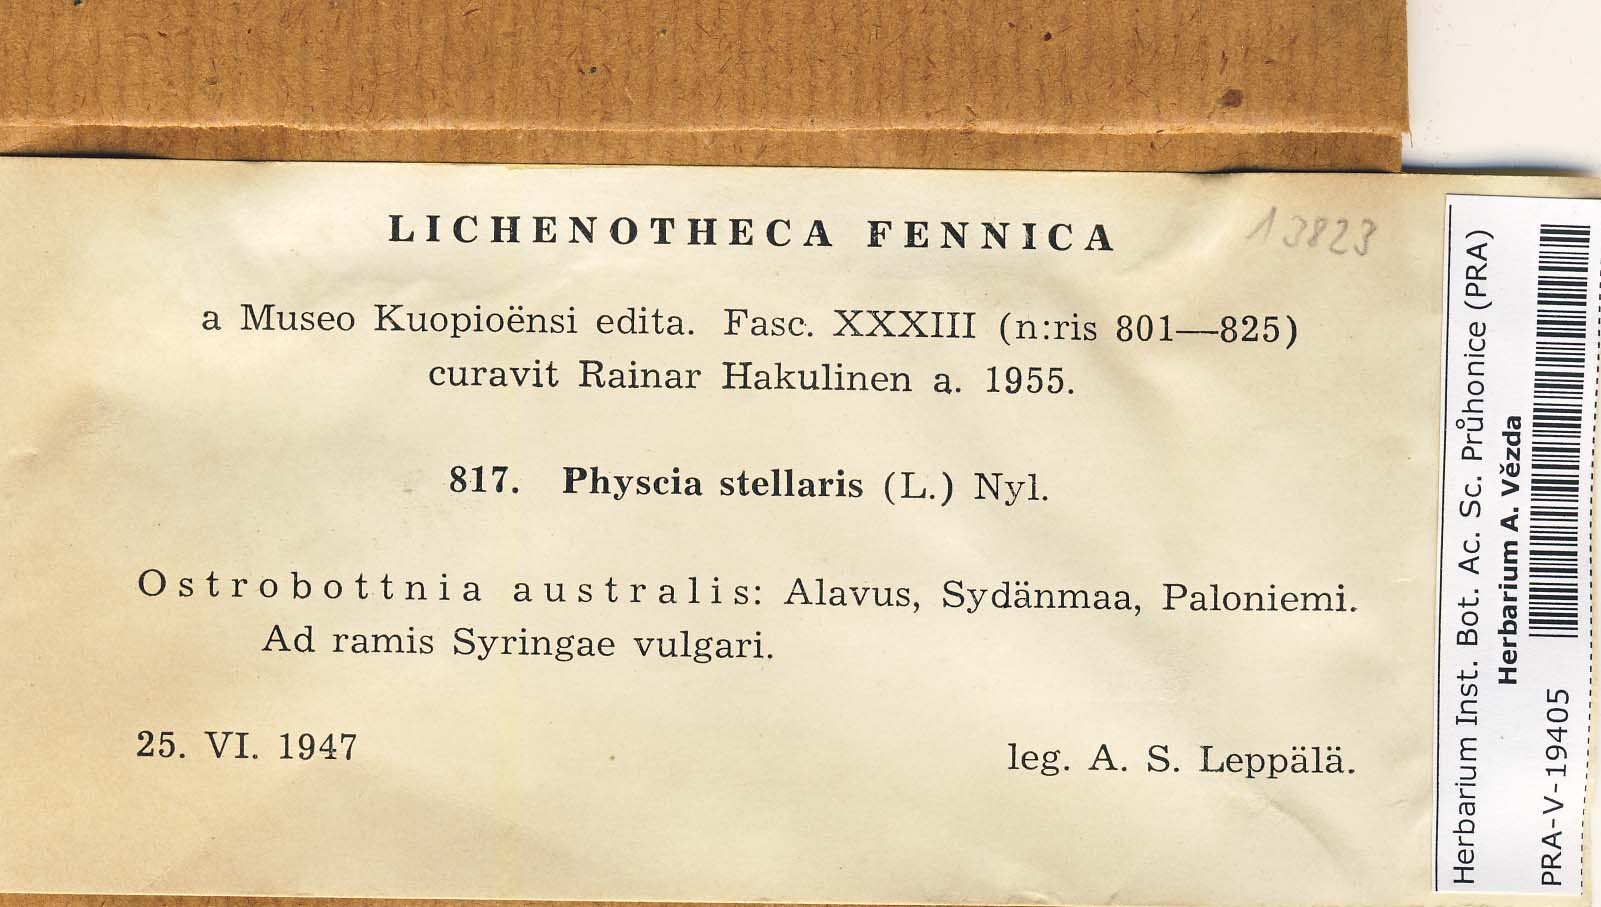 LICHENOTHECA FENNICA
13823
a Museo Kuopioënsi edita. Fasc. XXXIII (n:ris 801—825)
curavit Rainar Hakulinen a. 1955.
817. Physcia stellaris (L.) Nyl.
Ostrobottnia australis: Alavus, Sydänmaa, Paloniemi.
Ad ramis Syringae vulgari.
25. VI. 1947
leg. A. S. Leppälä.
Herbarium Inst. Bot. Ac. Sc. Průhonice (PRA)
Herbarium A. Vězda
PRA-V-19405